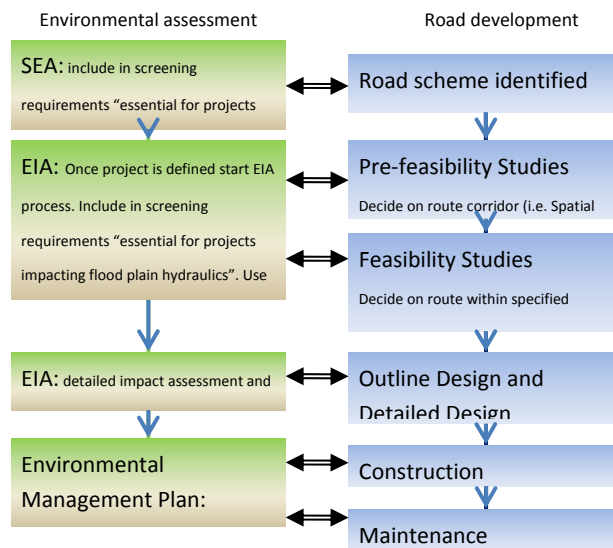 Environmental assessment
SEA: include in screening
requirements “essential for projects
EIA: Once project is defined start EIA
process. Include in screening
requirements “essential for projects
impacting flood plain hydraulics”. Use
EIA: detailed impact assessment and
Environmental
Management Plan:
Road development
Road scheme identified
Pre-feasibility Studies
Decide on route corridor (i.e. Spatial
Feasibility Studies
Decide on route within specified
Outline Design and
Detailed Design
Construction
Maintenance